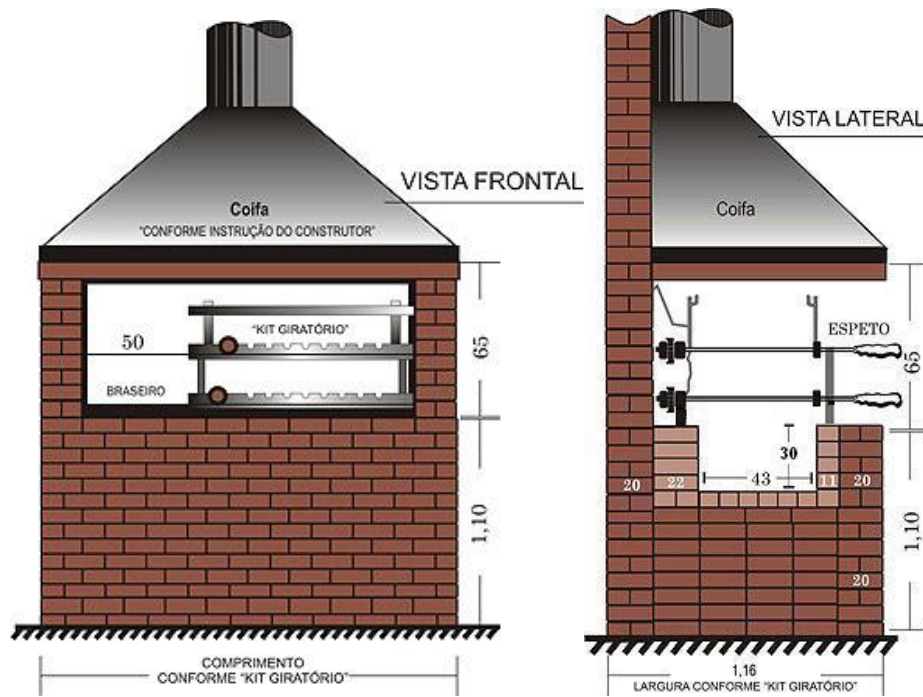 VISTA FRONTAL
Coifa
"CONFORME INSTRUÇÃO DO CONSTRUTOR"
50
"KIT GIRATÓRIO"
BRASEIRO
65
1,10
COMPRIMENTO
CONFORME "KIT GIRATÓRIO"
VISTA LATERAL
Coifa
ESPETO
65
30
43
20
22
11
20
20
1,10
1,16
LARGURA CONFORME "KIT GIRATÓRIO"